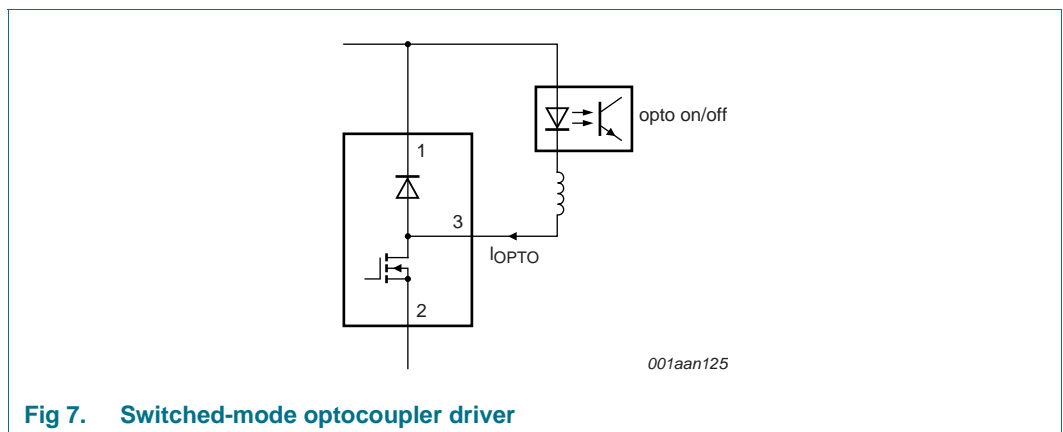 opto on/off
1
3
IOPTO
2
001aan125
Fig 7. Switched-mode optocoupler driver